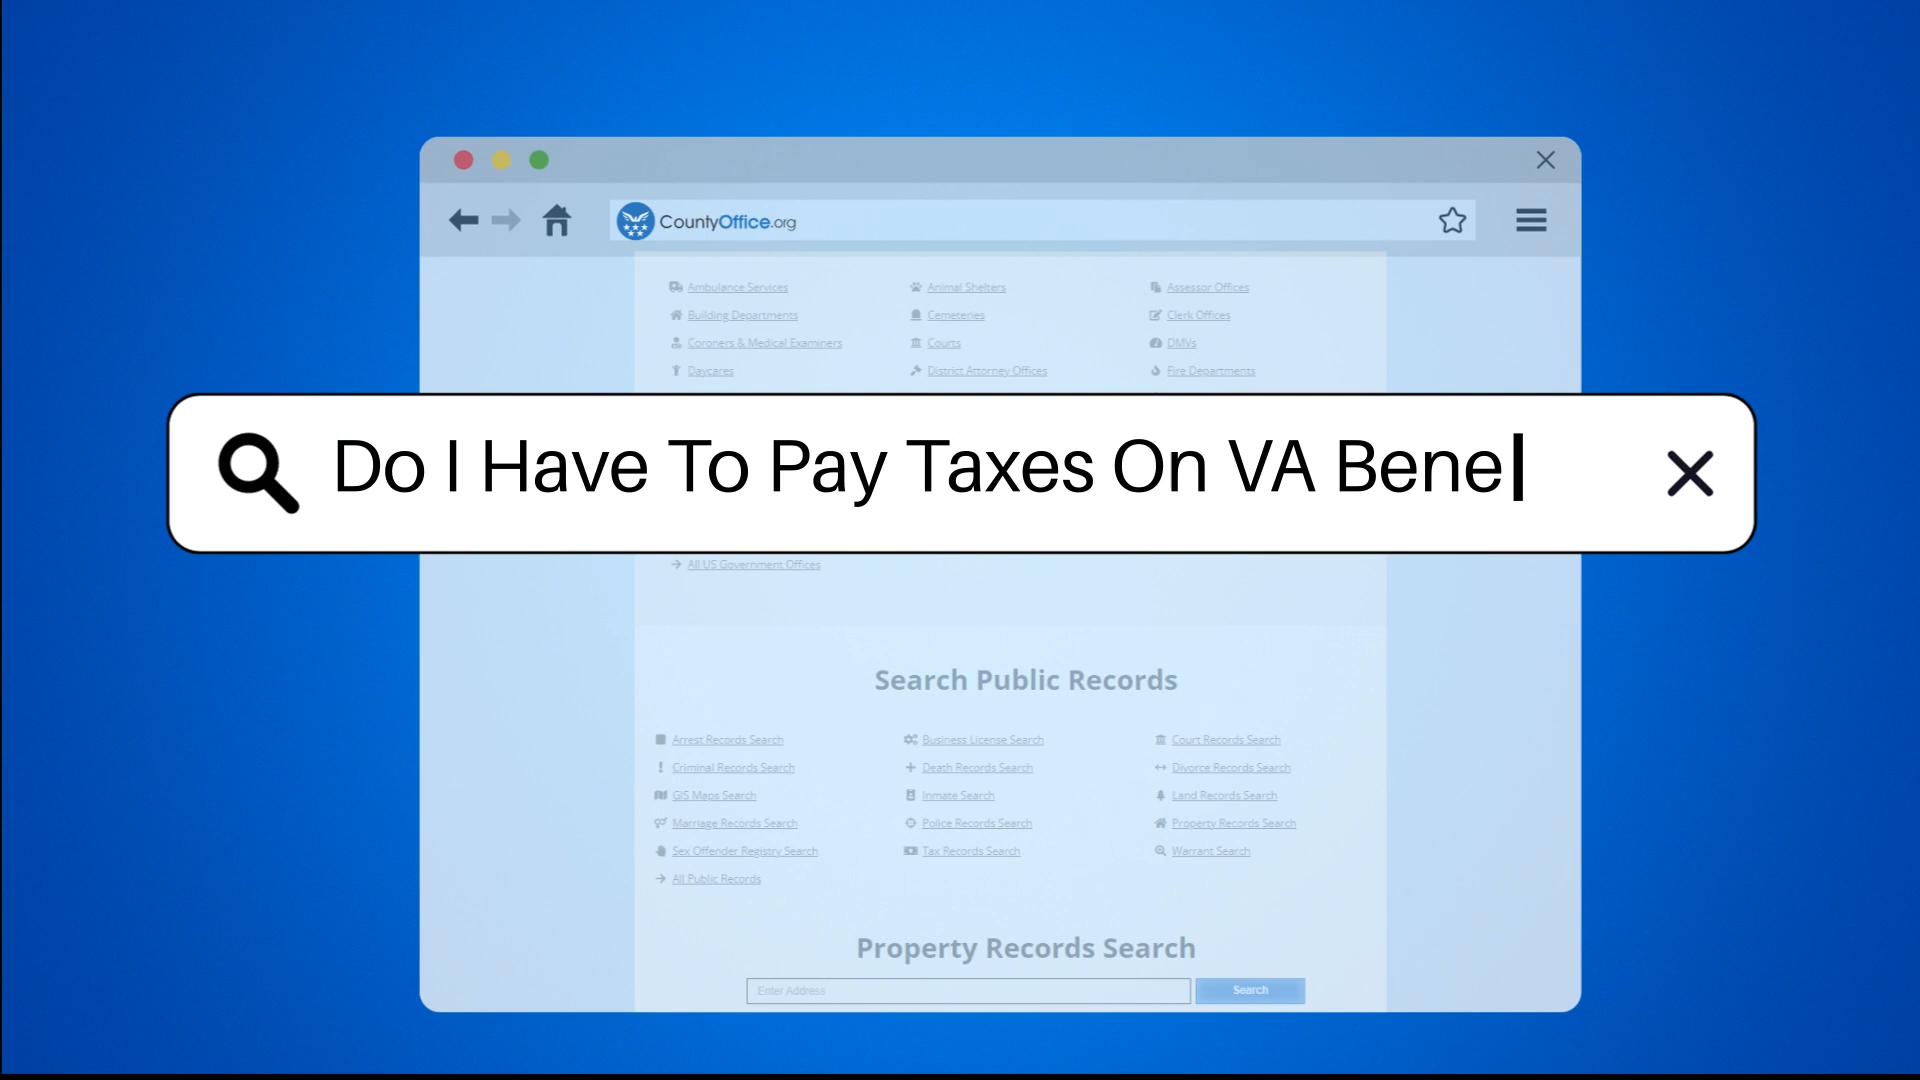 CountyOffice.org
Ambulance Services Animal Shelters Assessor Offices
Building Departments Cemeteries Clerk Offices
Coroners & Medical Examiners Courts DMVs
Daycares District Attorney Offices Fire Departments
Do I Have To Pay Taxes On VA Bene
All US Government Offices
Search Public Records
Arrest Records Search Business License Search Court Records Search
Criminal Records Search Death Records Search Divorce Records Search
GIS Maps Search Inmate Search Land Records Search
Marriage Records Search Police Records Search Property Records Search
Sex Offender Registry Search Tax Records Search Warrant Search
All Public Records
Property Records Search
Enter Address Search